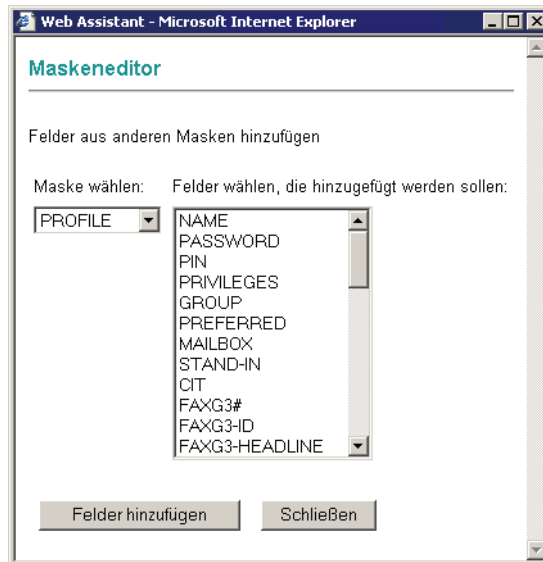 Web Assistant - Microsoft Internet Explorer
Maskeneditor
Felder aus anderen Masken hinzufügen
Maske wählen: Felder wählen, die hinzugefügt werden sollen:
PROFILE
NAME
PASSWORD
PIN
PRIVILEGES
GROUP
PREFERRED
MAILBOX
STAND-IN
CIT
FAXG3#
FAXG3-ID
FAXG3-HEADLINE
Felder hinzufügen Schließen